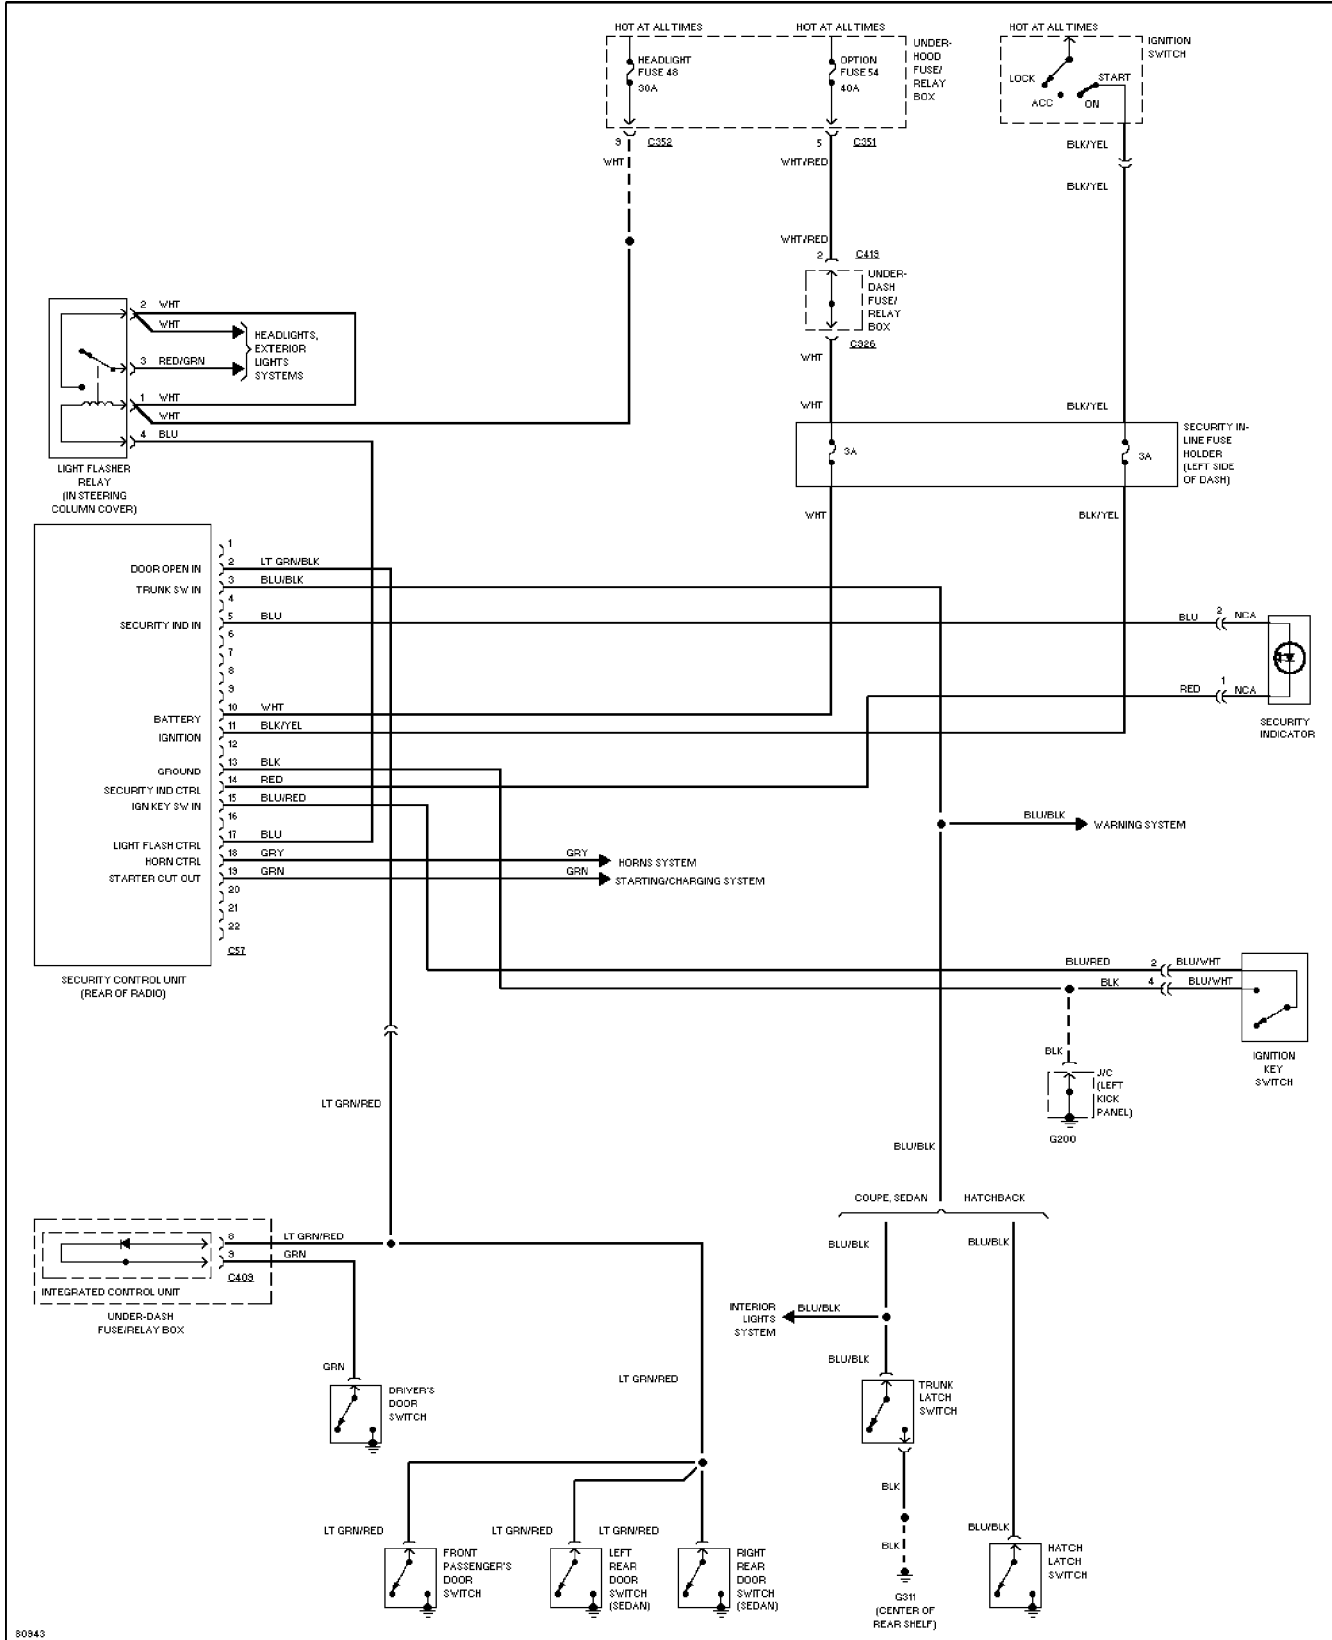 HOT AT ALL TIMES
HOT AT ALL TIMES
HOT AT ALL TIMES
HEADLIGHT
FUSE 48
30A
OPTION
FUSE 54
40A
UNDER-
HOOD
FUSE/
RELAY
BOX
LOCK
ACC
ON
START
IGNITION
SWITCH
9
C352
WHT
5
C351
WHT/RED
BLK/YEL
BLK/YEL
WHT/RED
2
C419
UNDER-
DASH
FUSE/
RELAY
BOX
C926
WHT
WHT
BLK/YEL
2 WHT
WHT
3 RED/GRN
HEADLIGHTS,
EXTERIOR
LIGHTS
SYSTEMS
1 WHT
WHT
4 BLU
LIGHT FLASHER
RELAY
(IN STEERING
COLUMN COVER)
3A
3A
SECURITY IN-
LINE FUSE
HOLDER
(LEFT SIDE
OF DASH)
WHT
BLK/YEL
1
DOOR OPEN IN 2 LT GRN/BLK
TRUNK SW IN 3 BLU/BLK
4
SECURITY IND IN 5 BLU
6
7
8
9
BATTERY 10 WHT
IGNITION 11 BLK/YEL
12
GROUND 13 BLK
SECURITY IND CTRL 14 RED
IGN KEY SW IN 15 BLU/RED
16
LIGHT FLASH CTRL 17 BLU
HORN CTRL 18 GRY
STARTER CUT OUT 19 GRN
20
21
22
C57
SECURITY CONTROL UNIT
(REAR OF RADIO)
BLU 2 NCA
RED 1 NCA
SECURITY
INDICATOR
BLU/BLK
WARNING SYSTEM
GRY HORNS SYSTEM
GRN STARTING/CHARGING SYSTEM
BLU/RED 2 BLU/WHT
BLK 4 BLU/WHT
IGNITION
KEY
SWITCH
BLK
J/C
(LEFT
KICK
PANEL)
G200
LT GRN/RED
BLU/BLK
COUPE, SEDAN
HATCHBACK
8 LT GRN/RED
9 GRN
C409
INTEGRATED CONTROL UNIT
UNDER-DASH
FUSE/RELAY BOX
BLU/BLK
BLU/BLK
INTERIOR
LIGHTS
SYSTEM
BLU/BLK
BLU/BLK
GRN
DRIVER'S
DOOR
SWITCH
LT GRN/RED
TRUNK
LATCH
SWITCH
BLK
LT GRN/RED
LT GRN/RED
LT GRN/RED
BLU/BLK
BLK
FRONT
PASSENGER'S
DOOR
SWITCH
LEFT
REAR
DOOR
SWITCH
(SEDAN)
RIGHT
REAR
DOOR
SWITCH
(SEDAN)
G311
(CENTER OF
REAR SHELF)
HATCH
LATCH
SWITCH
80943